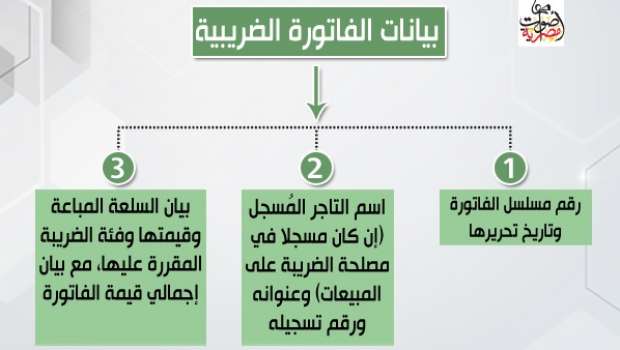 بيانات الفاتورة الضريبية
أصوات
مصرية
1
رقم مسلسل الفاتورة
وتاريخ تحريرها
2
اسم التاجر المُسجل
(إن كان مسجلا في
مصلحة الضريبة على
المبيعات) وعنوانه
ورقم تسجيله
3
بيان السلعة المباعة
وقيمتها وفئة الضريبة
المقررة عليها، مع بيان
إجمالي قيمة الفاتورة